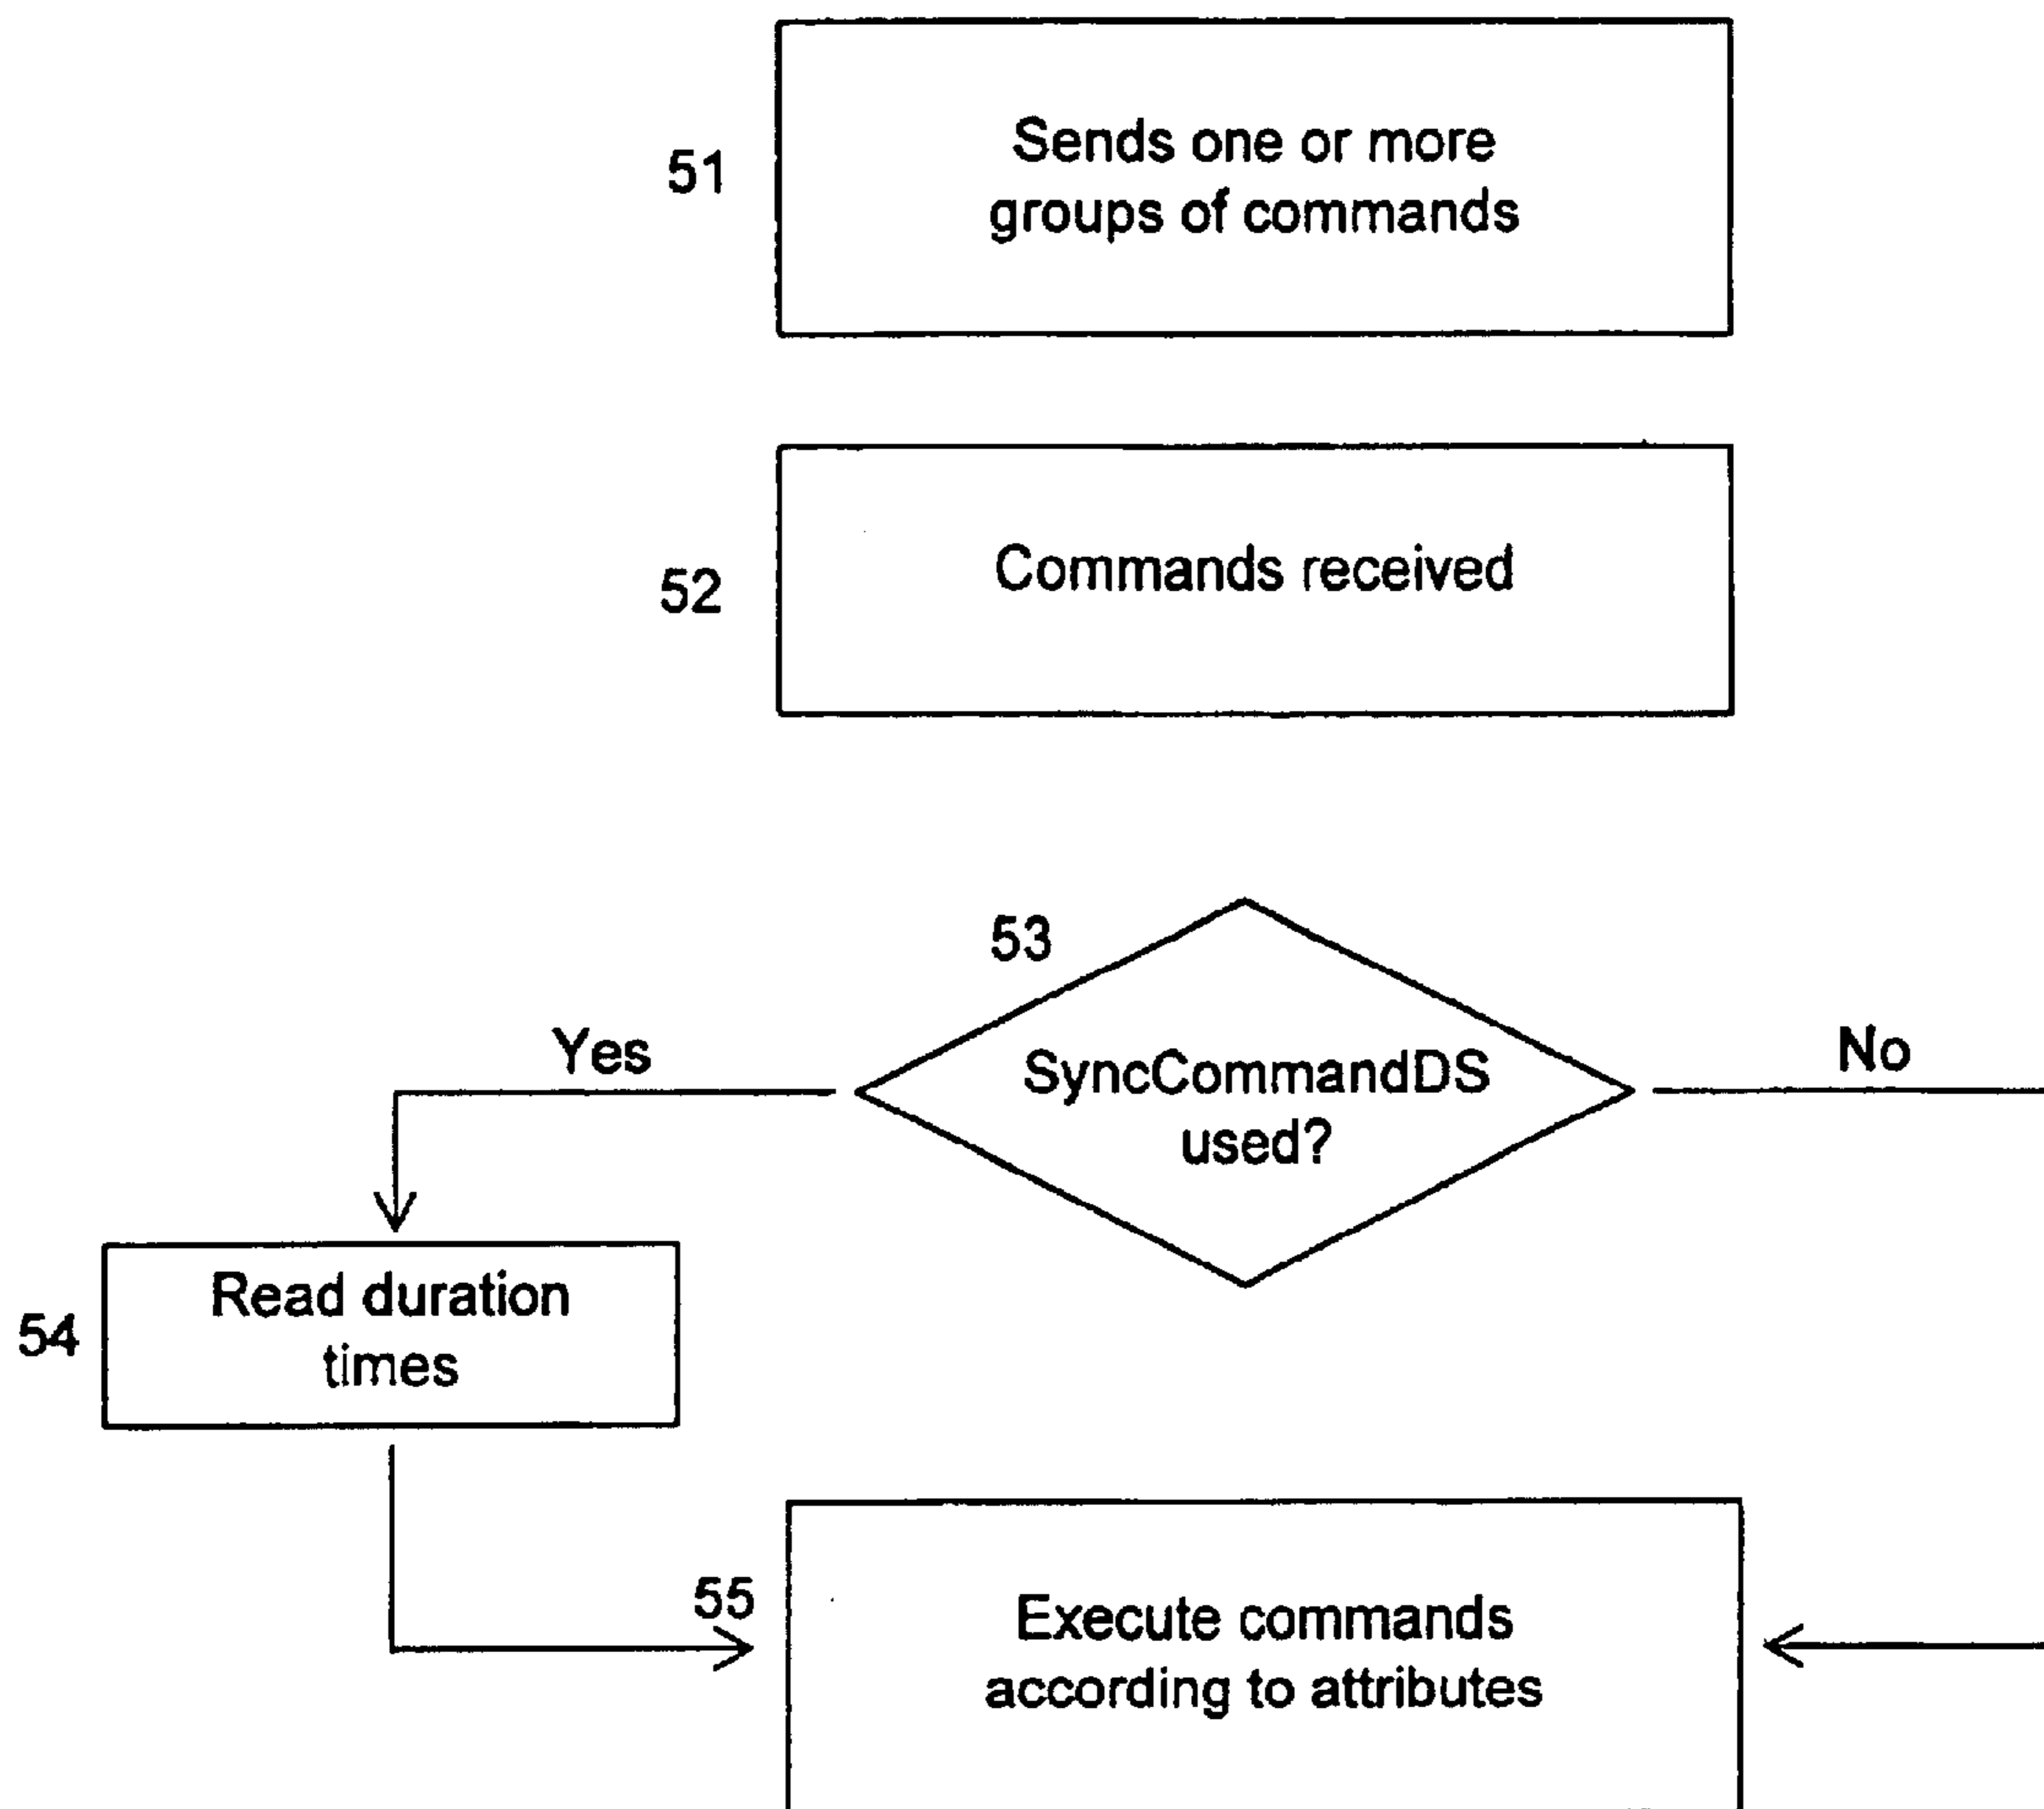 51
Sends one or more
groups of commands
52
Commands received
53
Yes
SyncCommandDS
used?
No
54
Read duration
times
55
Execute commands
according to attributes